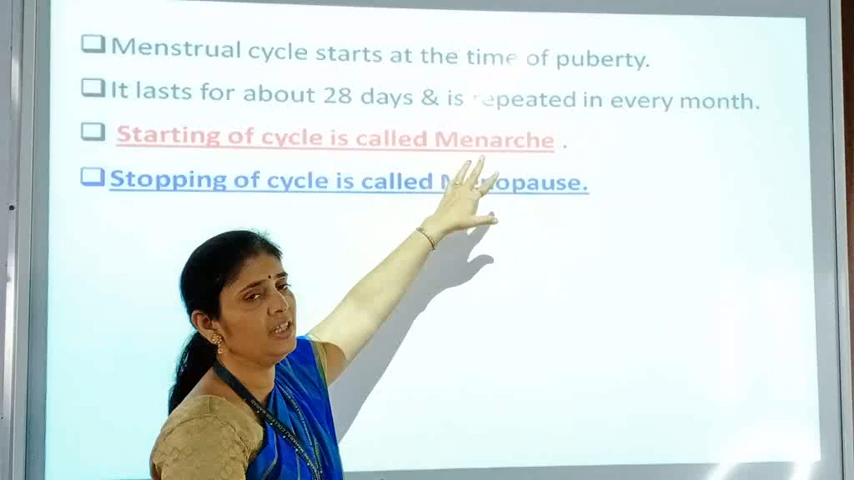 Menstrual cycle starts at the time of puberty.
It lasts for about 28 days & is repeated in every month.
Starting of cycle is called Menarche .
Stopping of cycle is called Menopause.